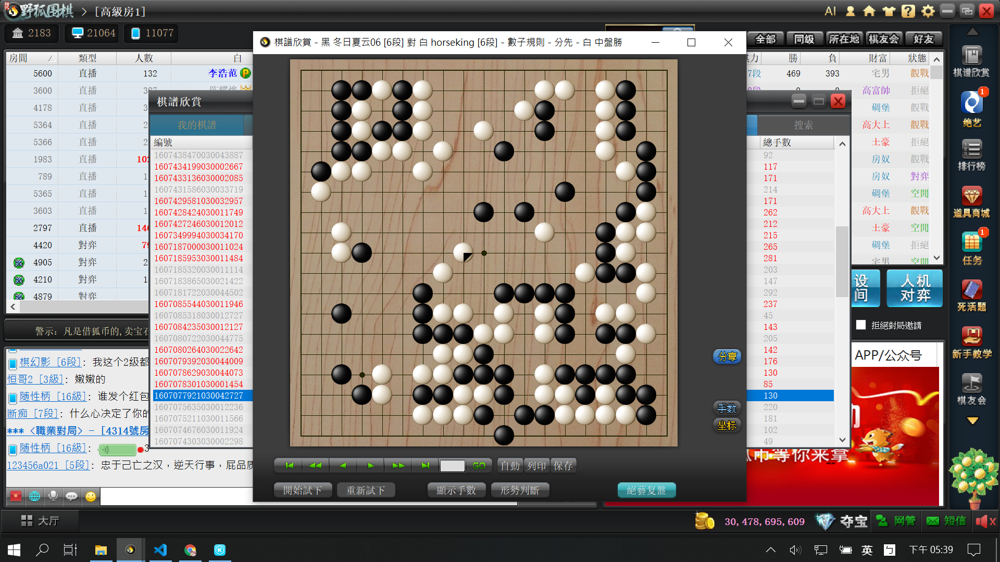 野狐围棋 > [高級房1]
AI
2183
21064
11077
房間 類型 人數 白
5600 直播 132 李浩范 P
3600 直播
4178 直播
5364 直播
5366 直播
1983 直播
789 直播
5365 直播
3603 直播
2797 直播
4420 對弈
4905 對弈
4210 對弈
4879 對弈
警示: 凡是借狐币的,卖宝石
棋幻影 [6段]: 我这个2级都
恒哥2 [3級]: 嫩嫩的
随性柄 [16級]: 谁发个红包
断痴 [7段]: 什么心决定了你的
*** <職業對局> - [4314號房
随性柄 [16級]: 3
123456a021 [5段]: 忠于己亡之汉，逆天行事，屁品质
大厅
棋譜欣賞
我的棋譜
搜索
編號
總手數
1607438470030043887 92
1607434199030002667 117
1607433136030002085 171
1607431586030033719 214
1607429581030032957 171
1607428424030011749 262
1607427246030012012 212
1607349994030034170 215
1607187000030011024 265
1607185953030011484 281
1607185320030011114 203
1607183865030021422 147
1607181722030044502 292
1607085544030011946 237
1607085318030012727 45
1607084235030012127 143
1607080722030044775 205
1607080264030022642 142
1607079392030044009 176
1607078629030044073 130
1607078301030001454 85
1607077921030042727 130
1607075635030012236 220
1607075211030011566 181
1607074676030011924 102
1607074303030002298 49
棋譜欣賞 - 黑 冬日夏云06 [6段] 對 白 horseking [6段] - 數子規則 - 分先 - 白 中盤勝
分享
手數
坐标
GO
自動
列印
保存
開始試下
重新試下
顯示手數
形勢判斷
絕藝复盤
全部
同級
所在地
棋友会
好友
勝 負 財富 狀態
7段 469 393 宅男 觀戰
高富帥 拒絕
碉堡 觀戰
高大上 觀戰
土豪 拒絕
房奴 觀戰
房奴 對弈
碉堡 空閒
高大上 觀戰
土豪 空閒
碉堡 拒絕
宅男 空閒
人机
对弈
拒絕對局邀請
APP/公众号
币等你来拿
棋谱欣赏
1
绝艺
排行榜
道具商城
1
任务
死活題
新手教学
棋友会
30,478,695,609
夺宝
网管
短信
英
ㄅ
下午 05:39